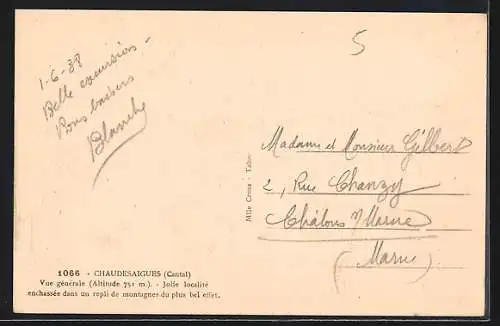 5
1-6-38
Belle excursion -
Bons baisers
Blanche
Madame et Monsieur Gilbert
2, Rue Chanzy
Châlons s/ Marne
(Marne)
Mlle Cross - Tabac
1066 - CHAUDESAIGUES (Cantal)
Vue générale (Altitude 751 m.) - Jolie localité
enchassée dans un repli de montagnes du plus bel effet.